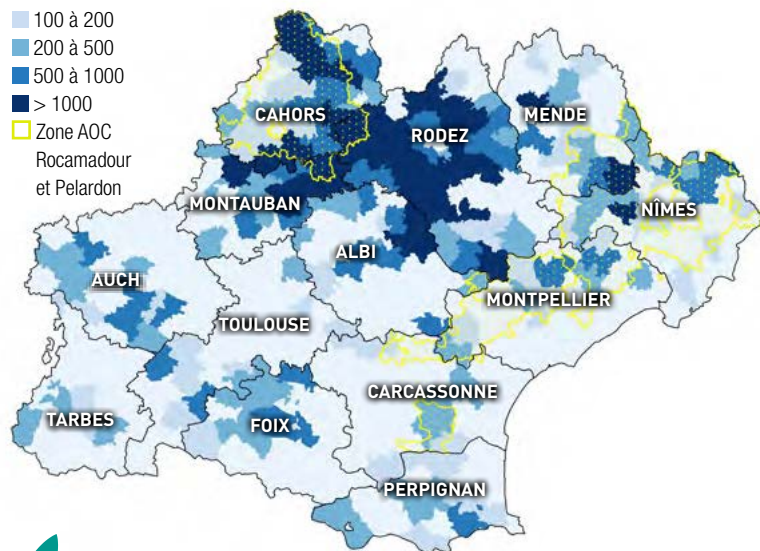 100 à 200
200 à 500
500 à 1000
> 1000
Zone AOC
Rocamadour
et Pelardon
CAHORS
RODEZ
MENDE
MONTAUBAN
NÎMES
ALBI
AUCH
TOULOUSE
MONTPELLIER
CARCASSONNE
TARBES
FOIX
PERPIGNAN